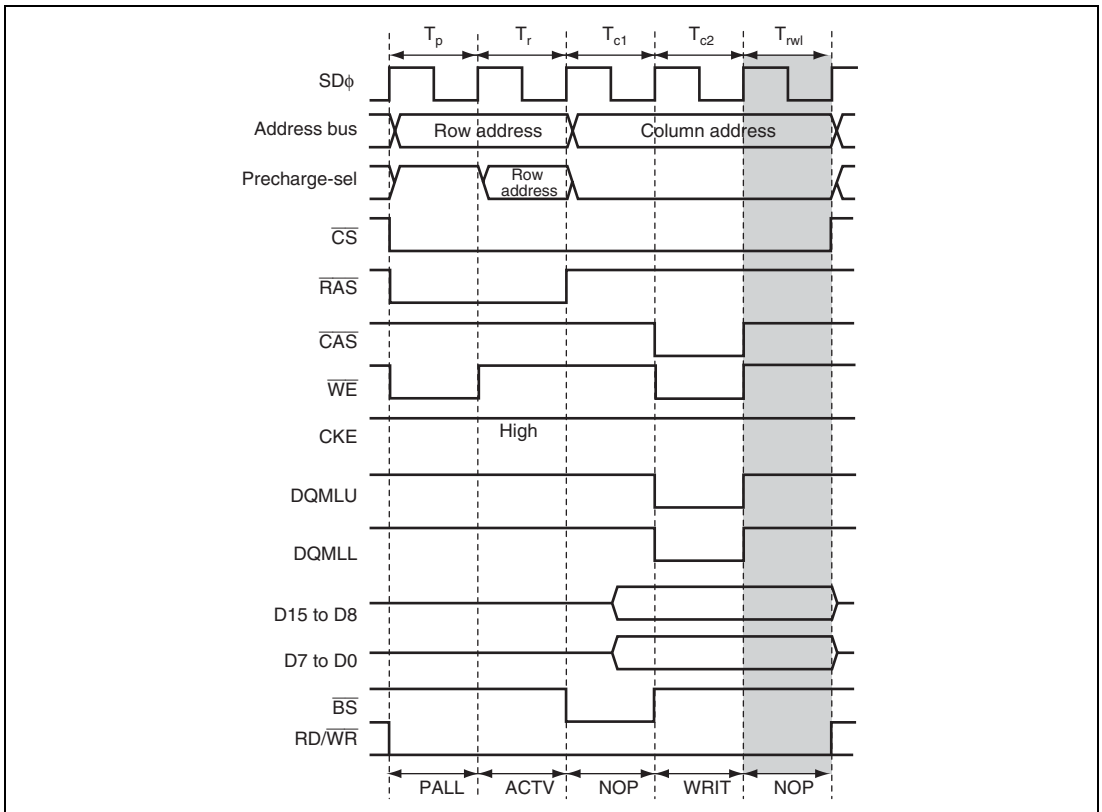 Tp Tr Tc1 Tc2 Trwl
SDϕ
Address bus Row address Column address
Precharge-sel Row address
CS
RAS
CAS
WE
CKE High
DQMLU
DQMLL
D15 to D8
D7 to D0
BS
RD/WR
PALL ACTV NOP WRIT NOP